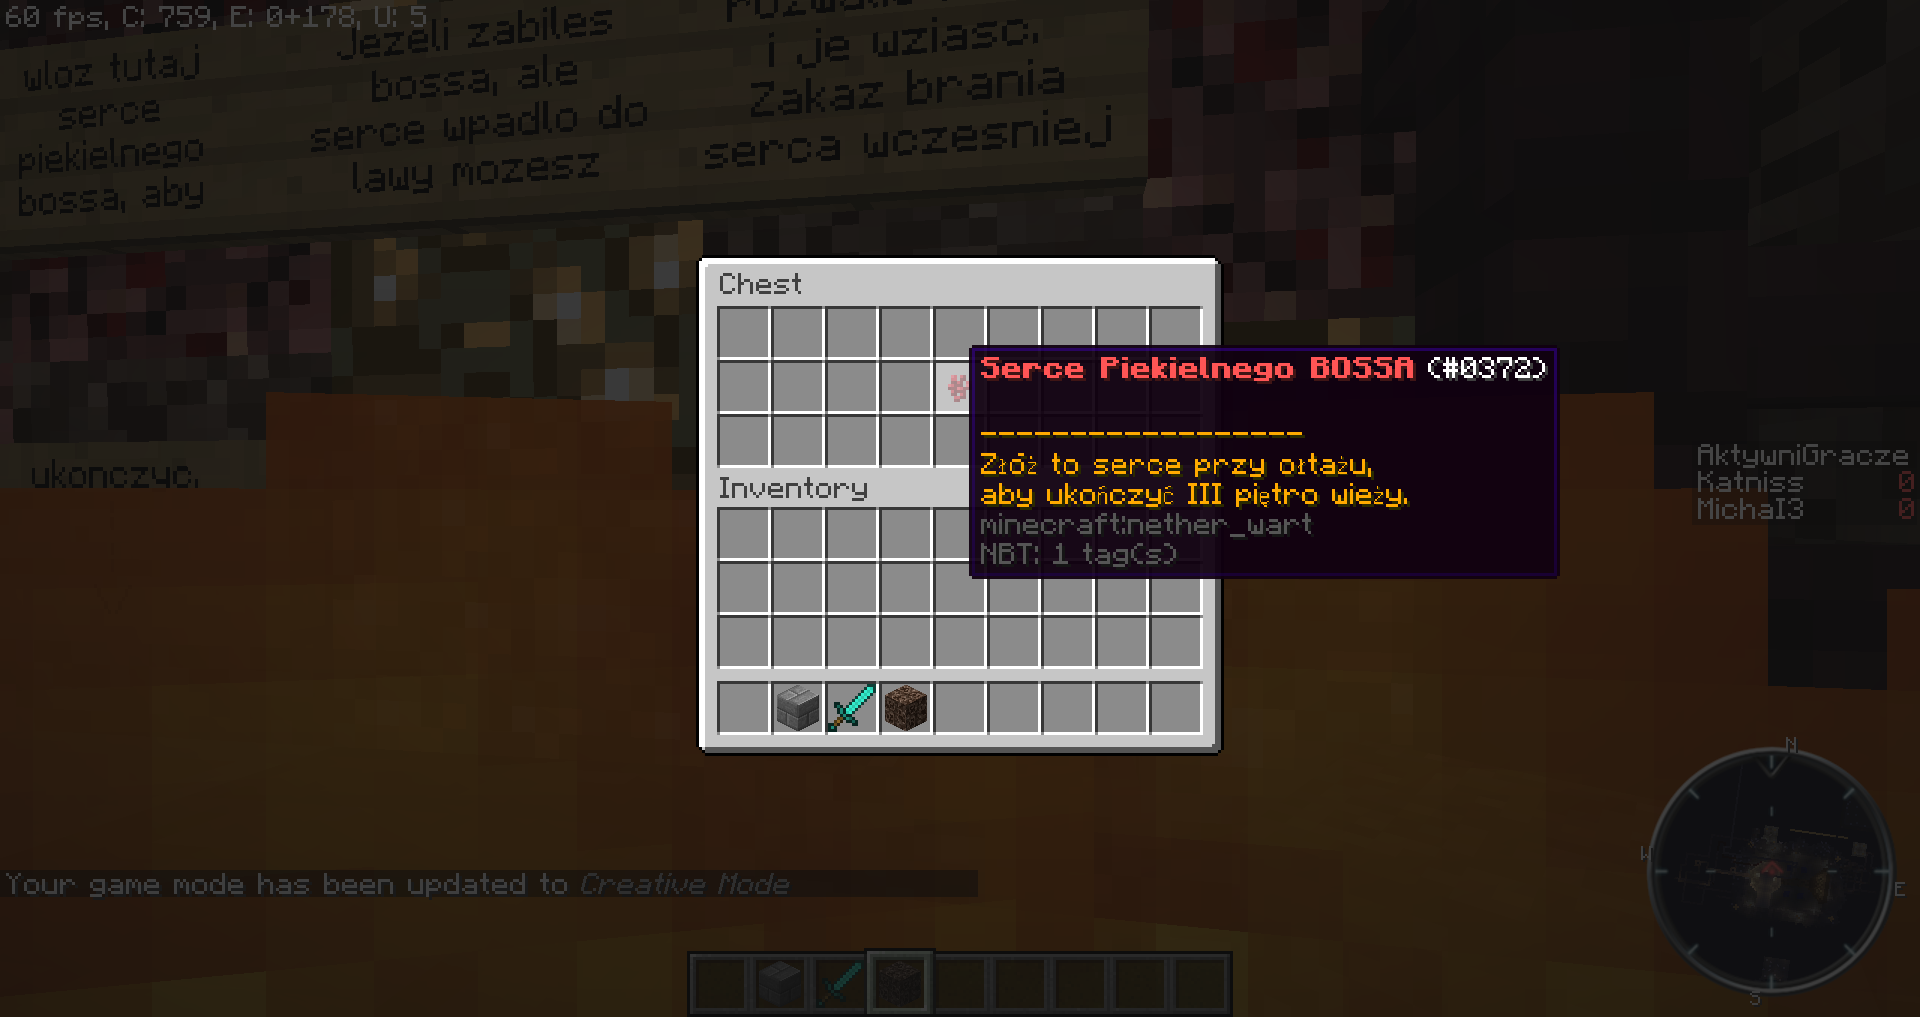 60 fps, C: 759, E: 0+178, U: 5
wloz tutaj
serce
piekielnego
bossa, aby
Jezeli zabiles
bossa, ale
serce wpadlo do
lawy mozesz
i je wziasc.
Zakaz brania
serca wczesniej
ukonczyc.
Chest
Serce Piekielnego BOSSA (#0372)
------------------
Złóż to serce przy ołtażu,
aby ukończyć III piętro wieży.
minecraft:nether_wart
NBT: 1 tag(s)
Inventory
AktywniGracze
Katniss 0
MichaI3 0
Your game mode has been updated to Creative Mode
N
W
E
S